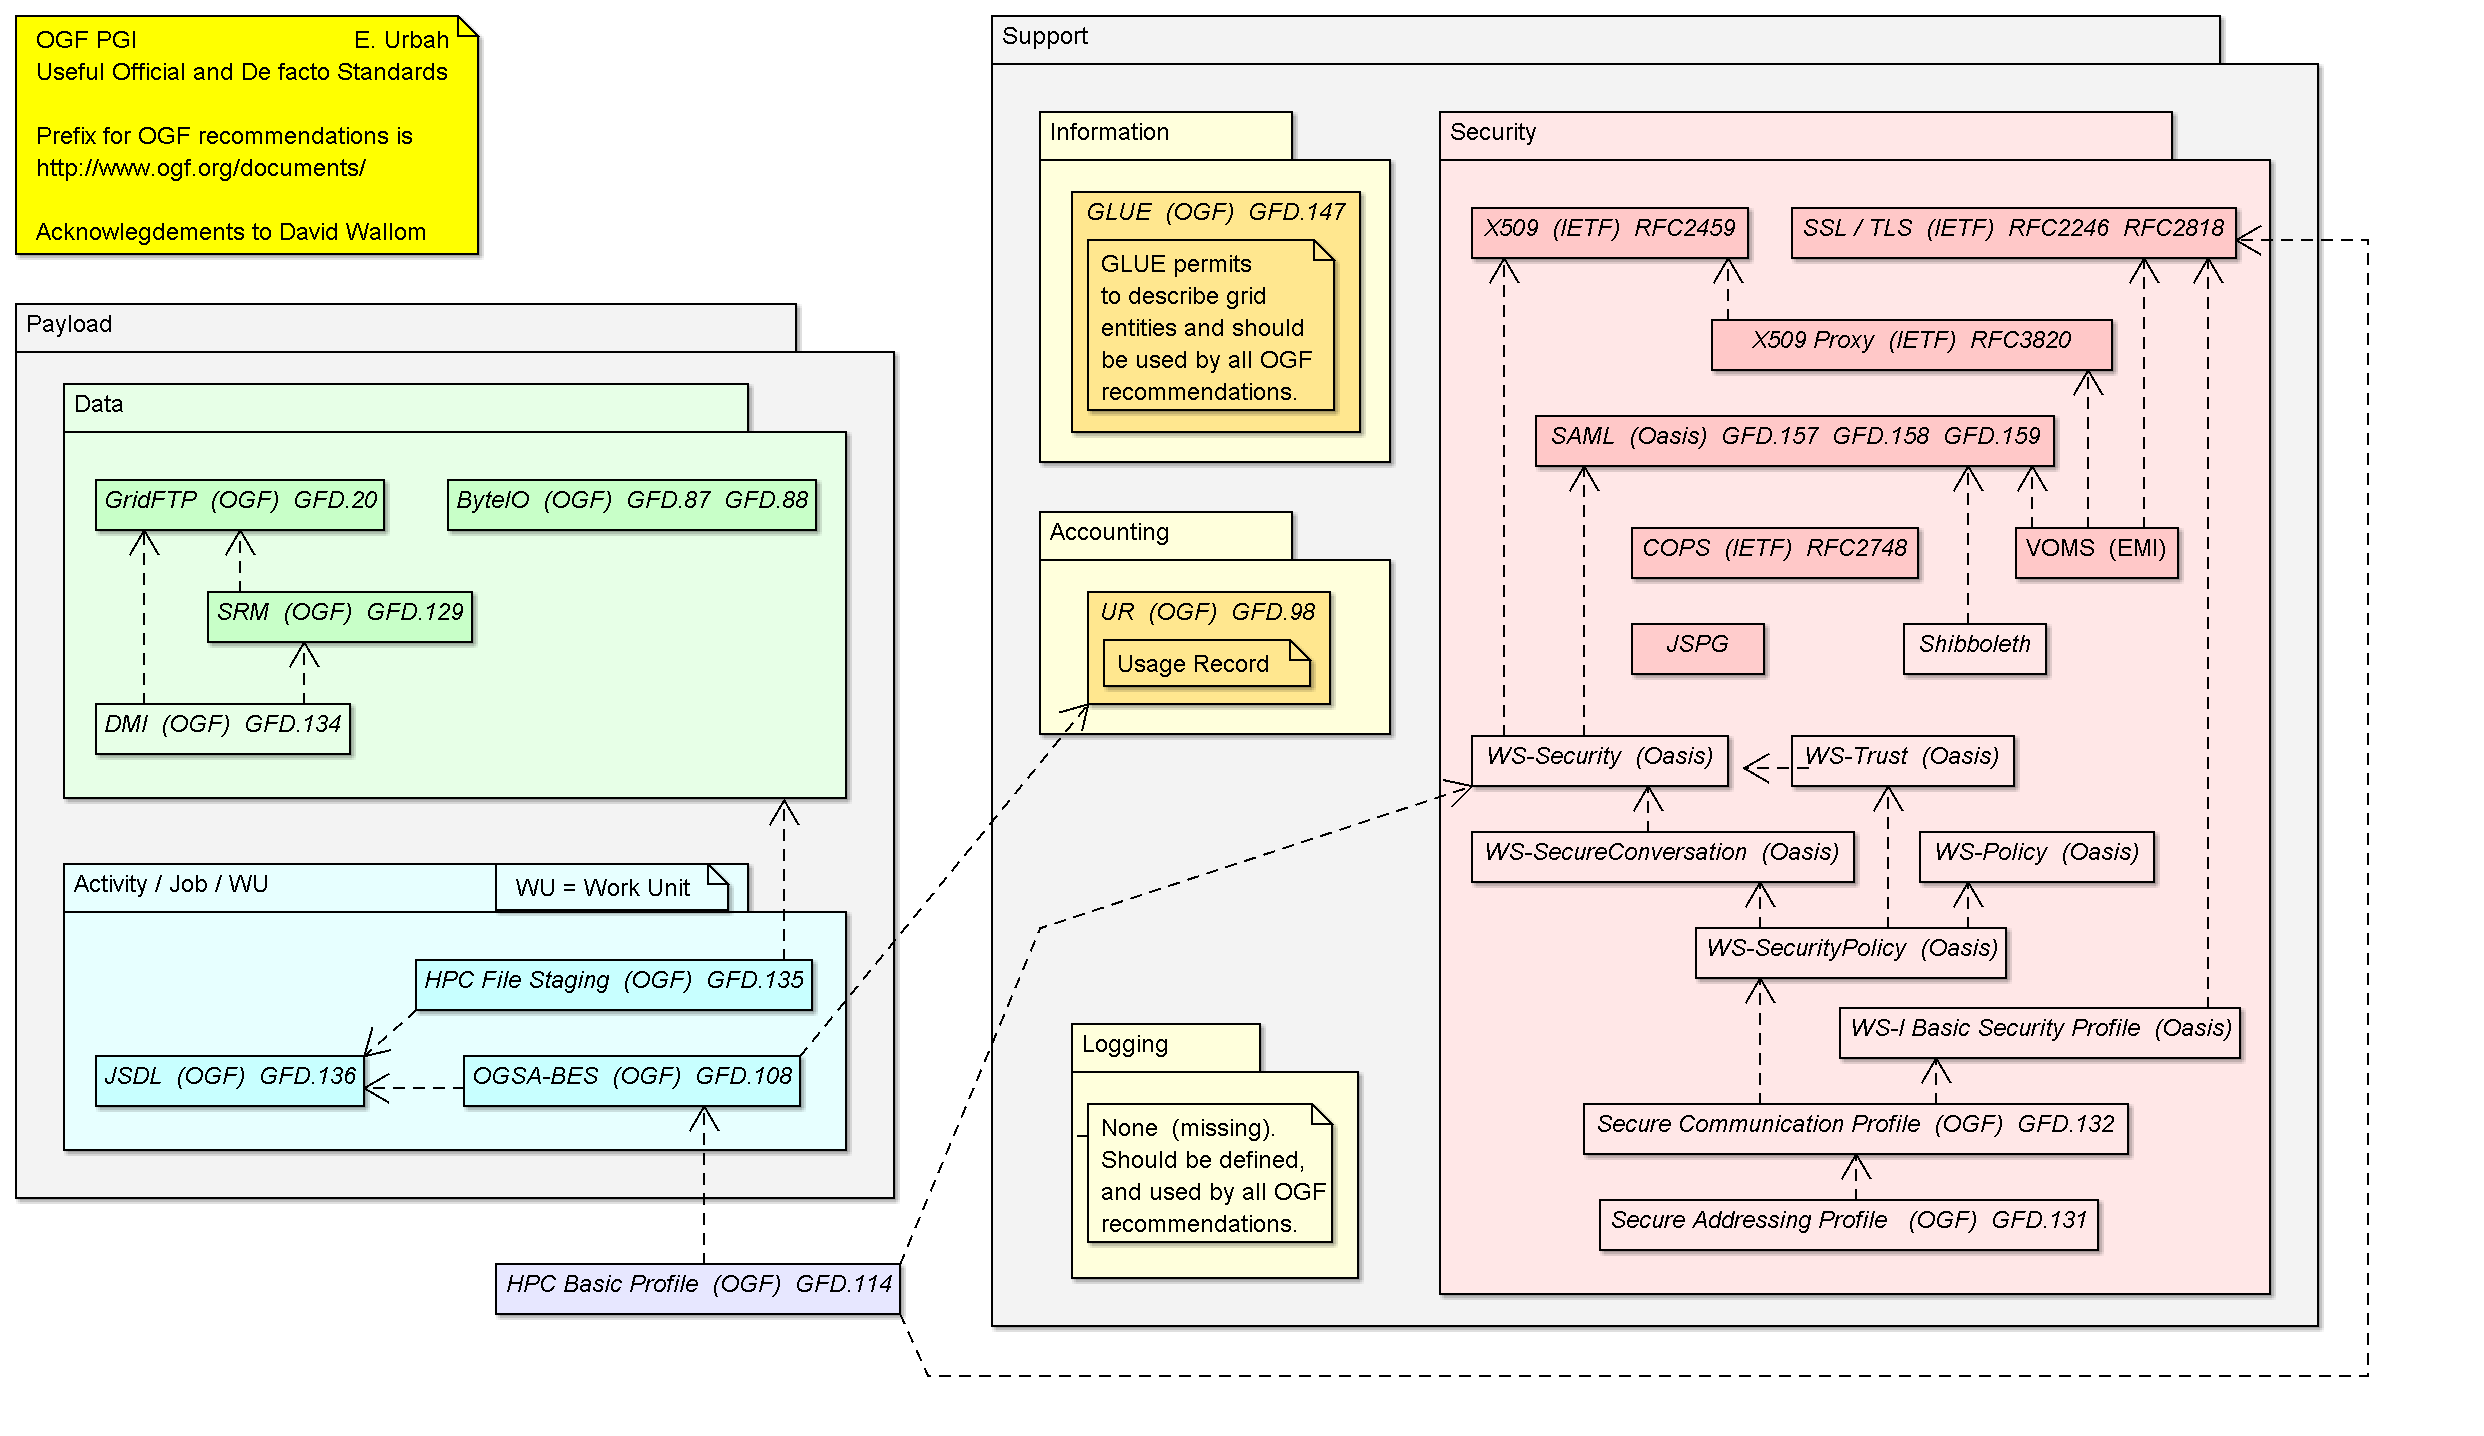 OGF PGI E. Urbah
Useful Official and De facto Standards
Prefix for OGF recommendations is
http://www.ogf.org/documents/
Acknowlegdements to David Wallom
Payload
Data
GridFTP (OGF) GFD.20
ByteIO (OGF) GFD.87 GFD.88
SRM (OGF) GFD.129
DMI (OGF) GFD.134
Activity / Job / WU
WU = Work Unit
HPC File Staging (OGF) GFD.135
JSDL (OGF) GFD.136
OGSA-BES (OGF) GFD.108
HPC Basic Profile (OGF) GFD.114
Support
Information
GLUE (OGF) GFD.147
GLUE permits
to describe grid
entities and should
be used by all OGF
recommendations.
Accounting
UR (OGF) GFD.98
Usage Record
Logging
None (missing).
Should be defined,
and used by all OGF
recommendations.
Security
X509 (IETF) RFC2459
SSL / TLS (IETF) RFC2246 RFC2818
X509 Proxy (IETF) RFC3820
SAML (Oasis) GFD.157 GFD.158 GFD.159
COPS (IETF) RFC2748
VOMS (EMI)
JSPG
Shibboleth
WS-Security (Oasis)
WS-Trust (Oasis)
WS-SecureConversation (Oasis)
WS-Policy (Oasis)
WS-SecurityPolicy (Oasis)
WS-I Basic Security Profile (Oasis)
Secure Communication Profile (OGF) GFD.132
Secure Addressing Profile (OGF) GFD.131